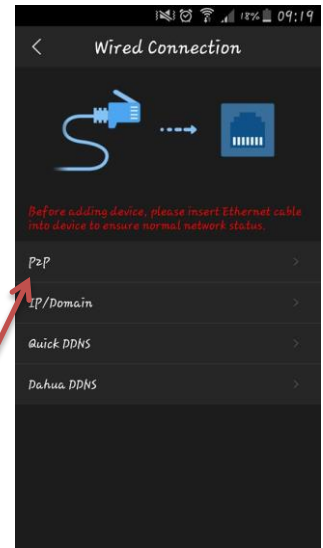 18% 09:19
Wired Connection
Before adding device, please insert Ethernet cable
into device to ensure normal network status.
P2P
IP/Domain
Quick DDNS
Dahua DDNS